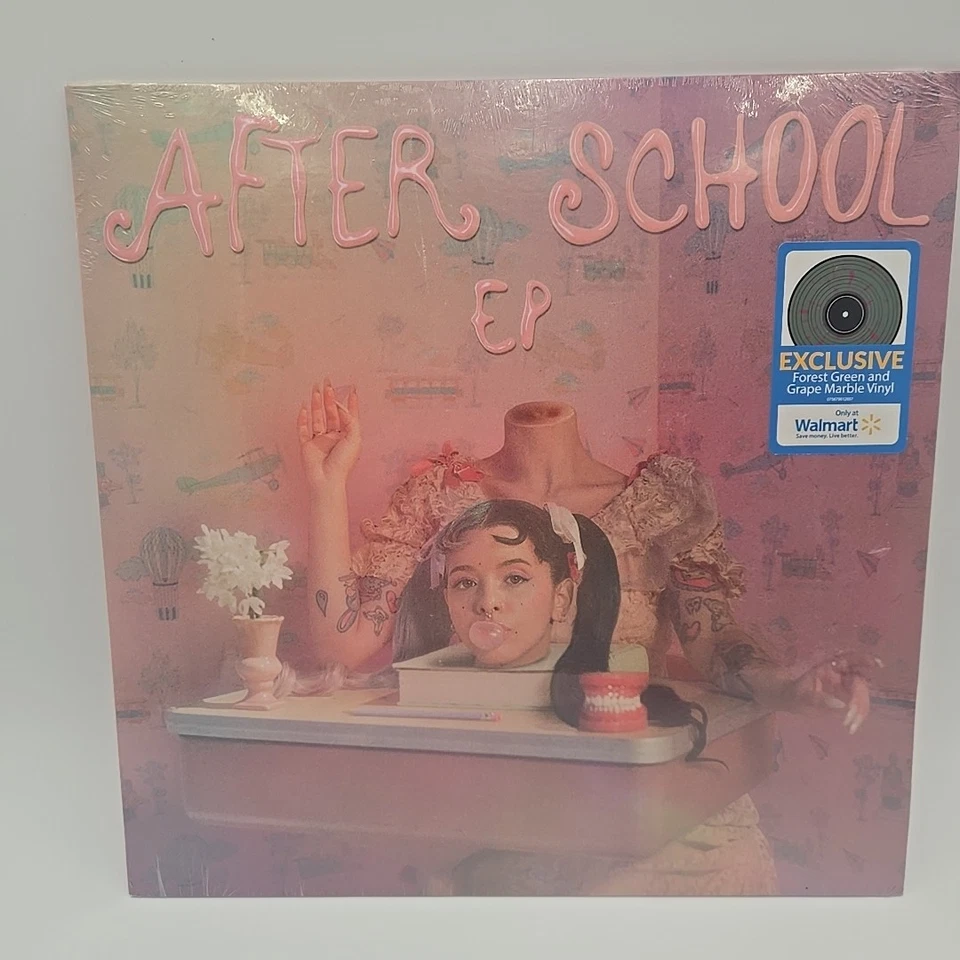 AFTER SCHOOL
EP
EXCLUSIVE
Forest Green and
Grape Marble Vinyl
Only at
Walmart
Save money. Live better.